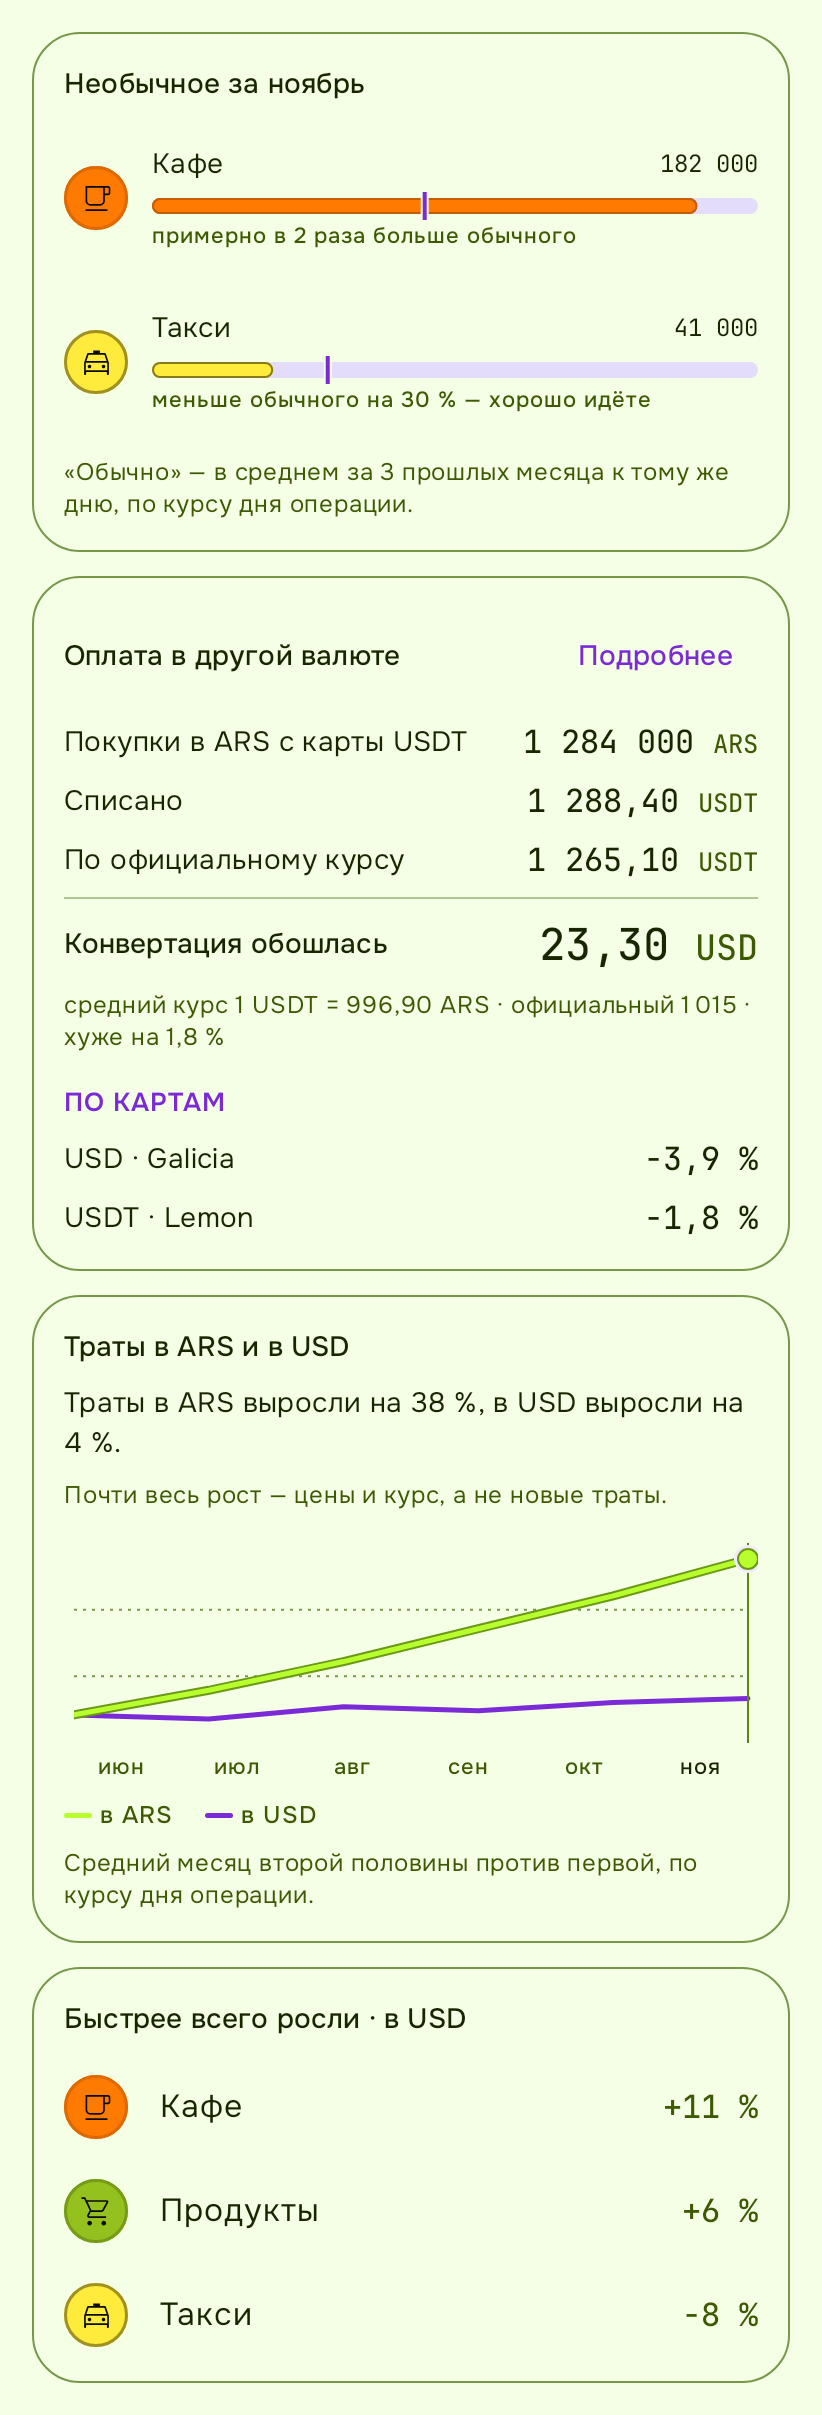 Необычное за ноябрь
Кафе 182 000
примерно в 2 раза больше обычного
Такси 41 000
меньше обычного на 30 % — хорошо идёте
«Обычно» — в среднем за 3 прошлых месяца к тому же
дню, по курсу дня операции.
Оплата в другой валюте Подробнее
Покупки в ARS с карты USDT 1 284 000 ARS
Списано 1 288,40 USDT
По официальному курсу 1 265,10 USDT
Конвертация обошлась 23,30 USD
средний курс 1 USDT = 996,90 ARS · официальный 1 015 ·
хуже на 1,8 %
ПО КАРТАМ
USD · Galicia -3,9 %
USDT · Lemon -1,8 %
Траты в ARS и в USD
Траты в ARS выросли на 38 %, в USD выросли на
4 %.
Почти весь рост — цены и курс, а не новые траты.
июн июл авг сен окт ноя
в ARS в USD
Средний месяц второй половины против первой, по
курсу дня операции.
Быстрее всего росли · в USD
Кафе +11 %
Продукты +6 %
Такси -8 %